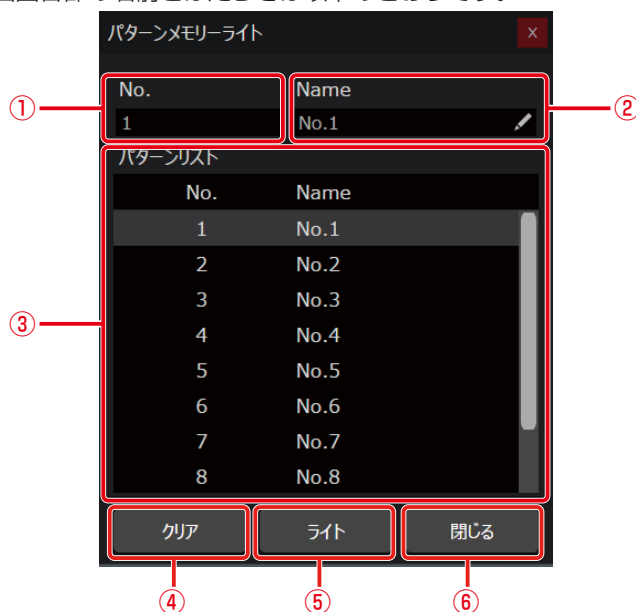 パターンメモリーライト x
No. Name
① ②
1 No.1
パターンリスト
No. Name
1 No.1
2 No.2
3 No.3
③
4 No.4
5 No.5
6 No.6
7 No.7
8 No.8
クリア ライト 閉じる
④ ⑤ ⑥